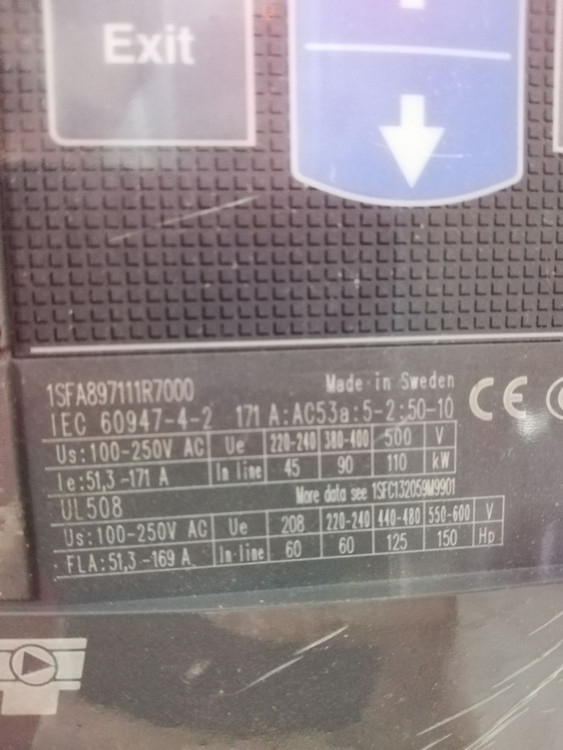 Exit
1SFA897111R7000
Made in Sweden
IEC 60947-4-2 171 A:AC53a:5-2:50-10
CE
Us:100-250V AC Ue 220-240 380-400 500 V
Ie:51,3-171 A In line 45 90 110 kW
UL508 More data see 1SFC132059M9901
Us:100-250V AC Ue 208 220-240 440-480 550-600 V
FLA:51,3-169 A In-line 60 60 125 150 Hp